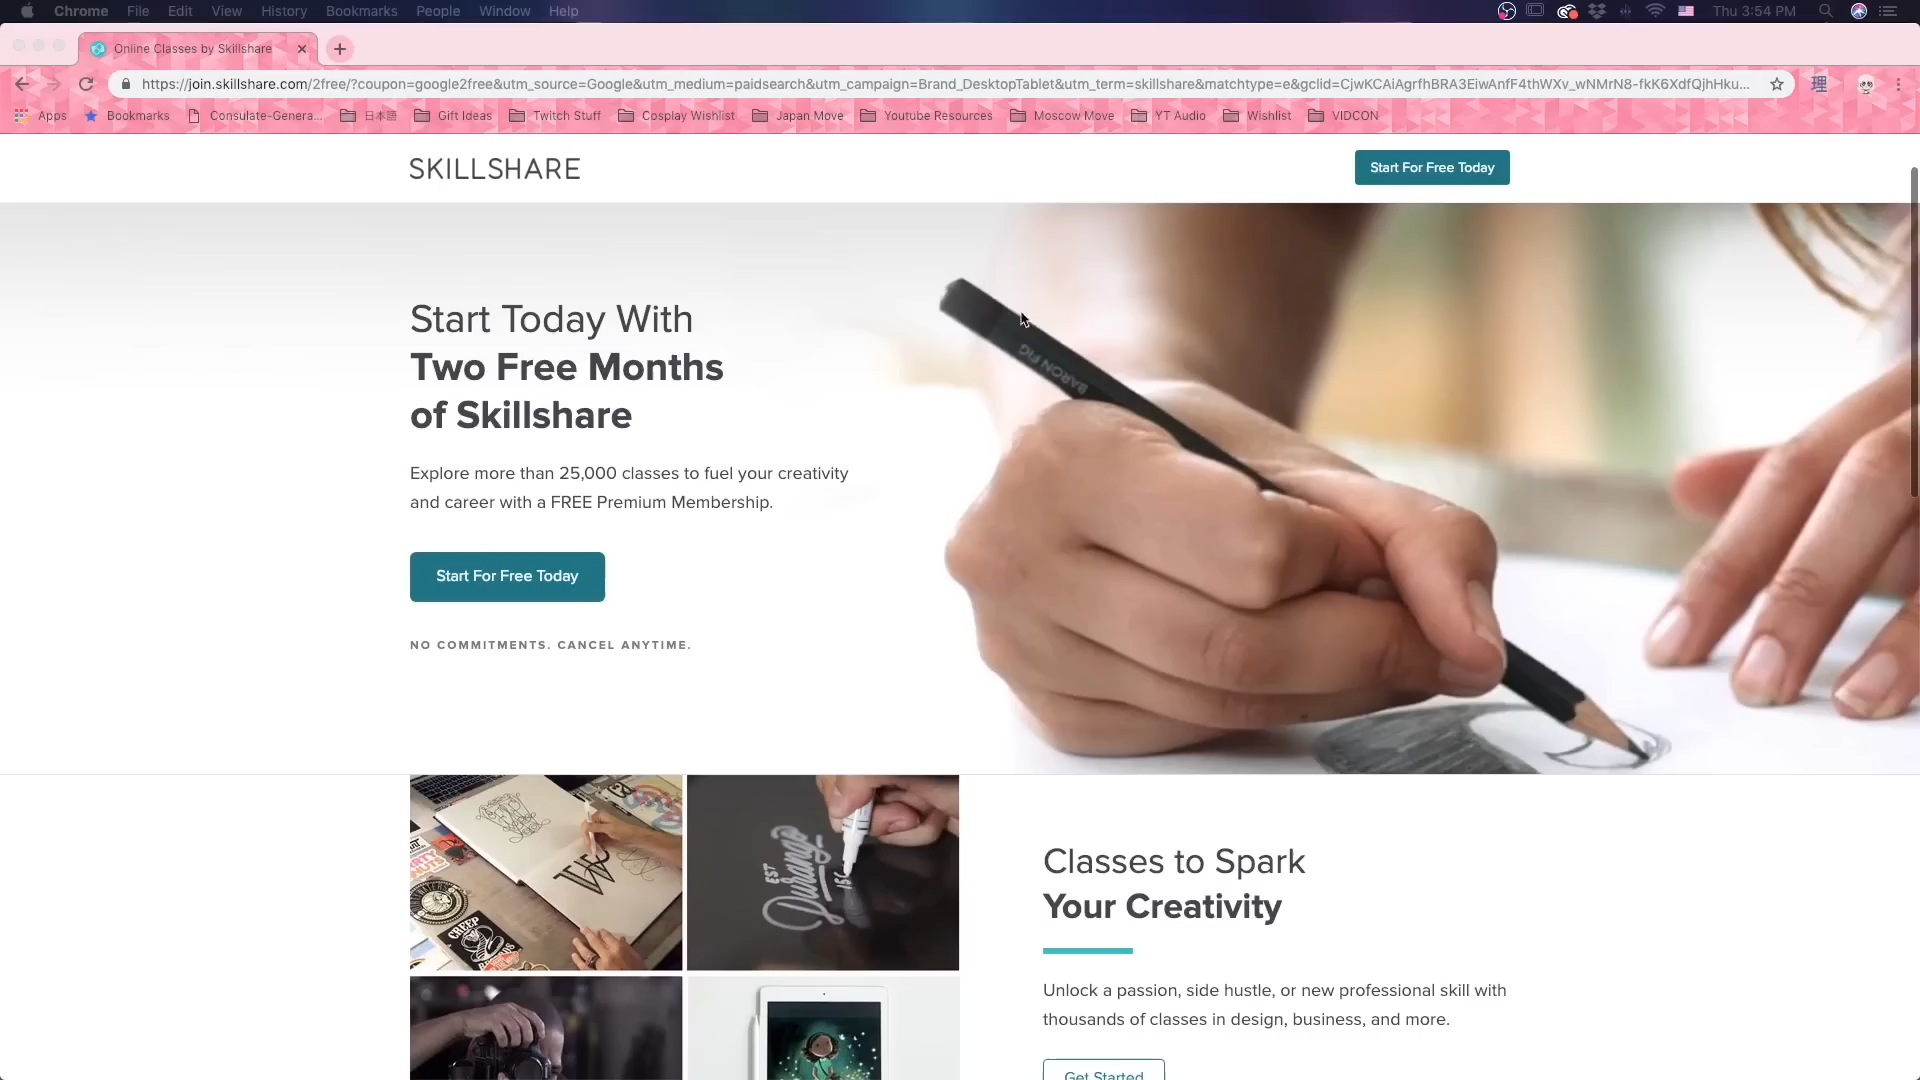 Chrome File Edit View History Bookmarks People Window Help
Thu 3:54 PM
Online Classes by Skillshare
https://join.skillshare.com/2free/?coupon=google2free&utm_source=Google&utm_medium=paidsearch&utm_campaign=Brand_DesktopTablet&utm_term=skillshare&matchtype=e&gclid=CjwKCAiAgrfhBRA3EiwAnfF4thWXv_wNMrN8-fkK6XdfQjhHku...
理
Apps Bookmarks Consulate-Genera... 日本語 Gift Ideas Twitch Stuff Cosplay Wishlist Japan Move Youtube Resources Moscow Move YT Audio Wishlist VIDCON
SKILLSHARE
Start For Free Today
Start Today With
Two Free Months
of Skillshare
BARON FIG
Explore more than 25,000 classes to fuel your creativity
and career with a FREE Premium Membership.
Start For Free Today
NO COMMITMENTS. CANCEL ANYTIME.
EST
Durango
CREEP
Classes to Spark
Your Creativity
Unlock a passion, side hustle, or new professional skill with
thousands of classes in design, business, and more.
Get Started